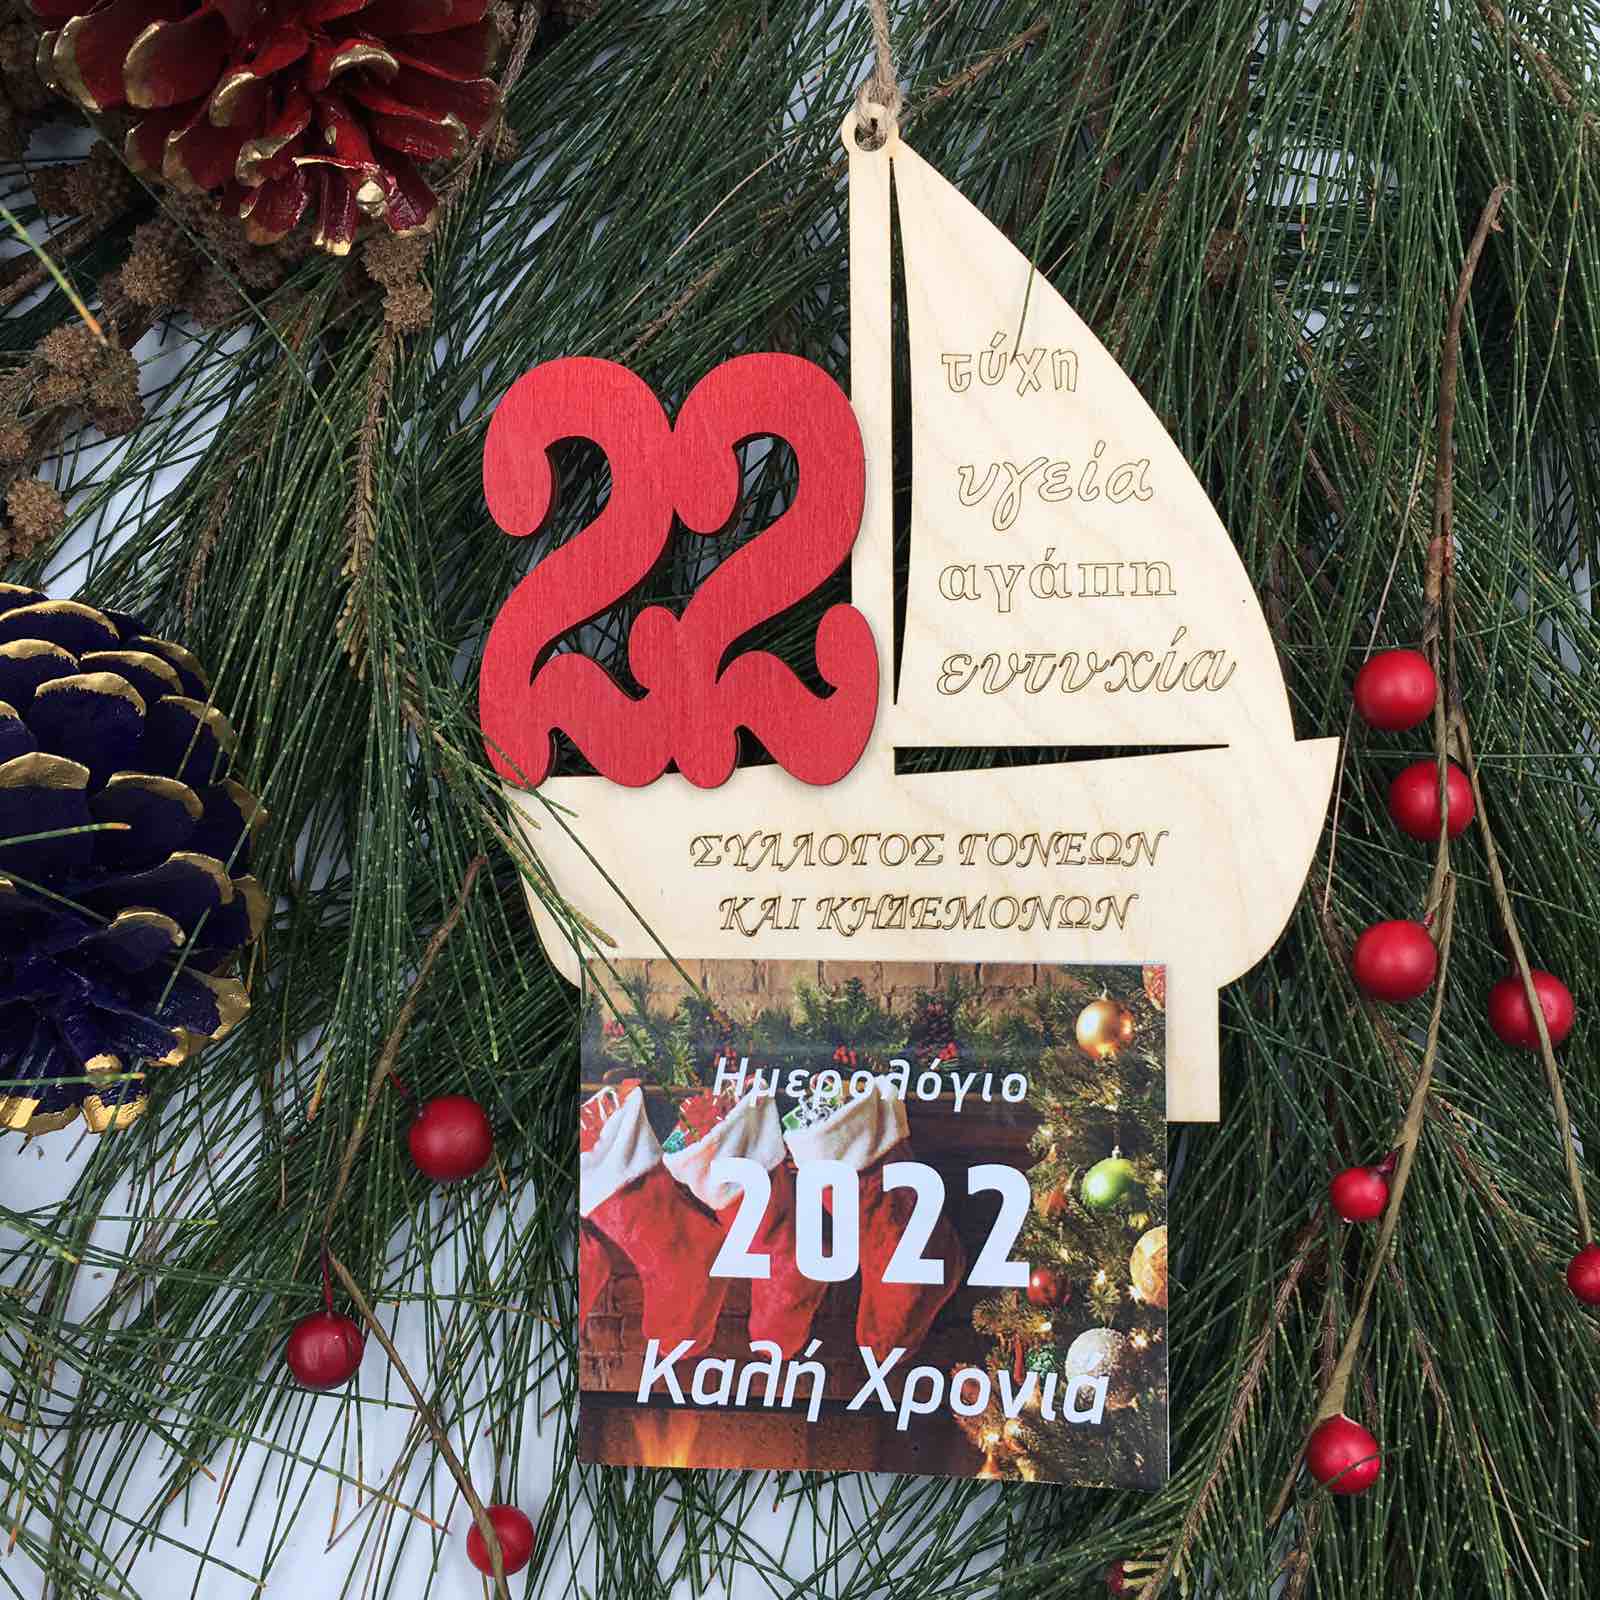 22
τύχη
υγεία
αγάπη
ευτυχία
ΣΥΛΛΟΓΟΣ ΓΟΝΕΩΝ
ΚΑΙ ΚΗΔΕΜΟΝΩΝ
Ημερολόγιο
2022
Καλή Χρονιά